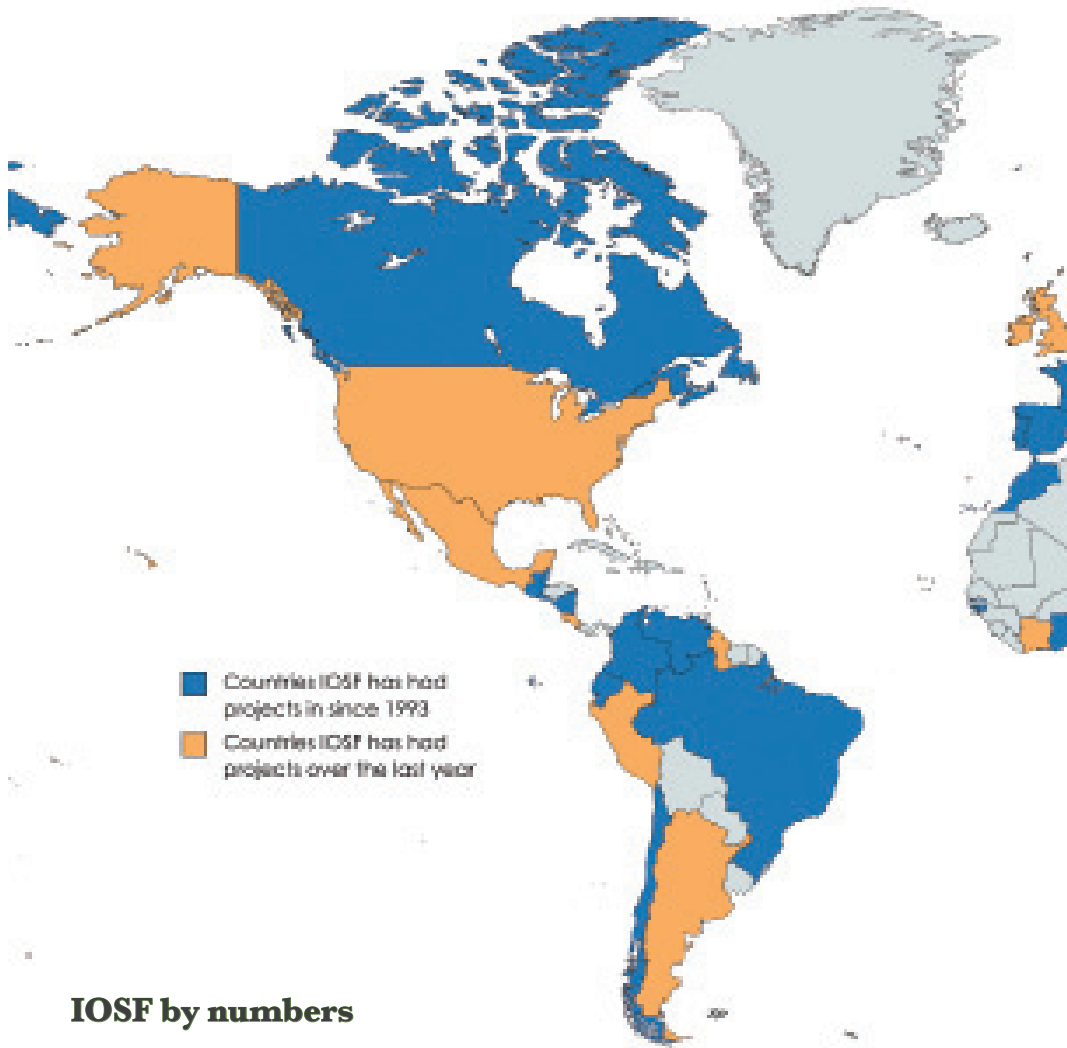 Countries IOSF has had
projects in since 1993
Countries IOSF has had
projects over the last year
IOSF by numbers